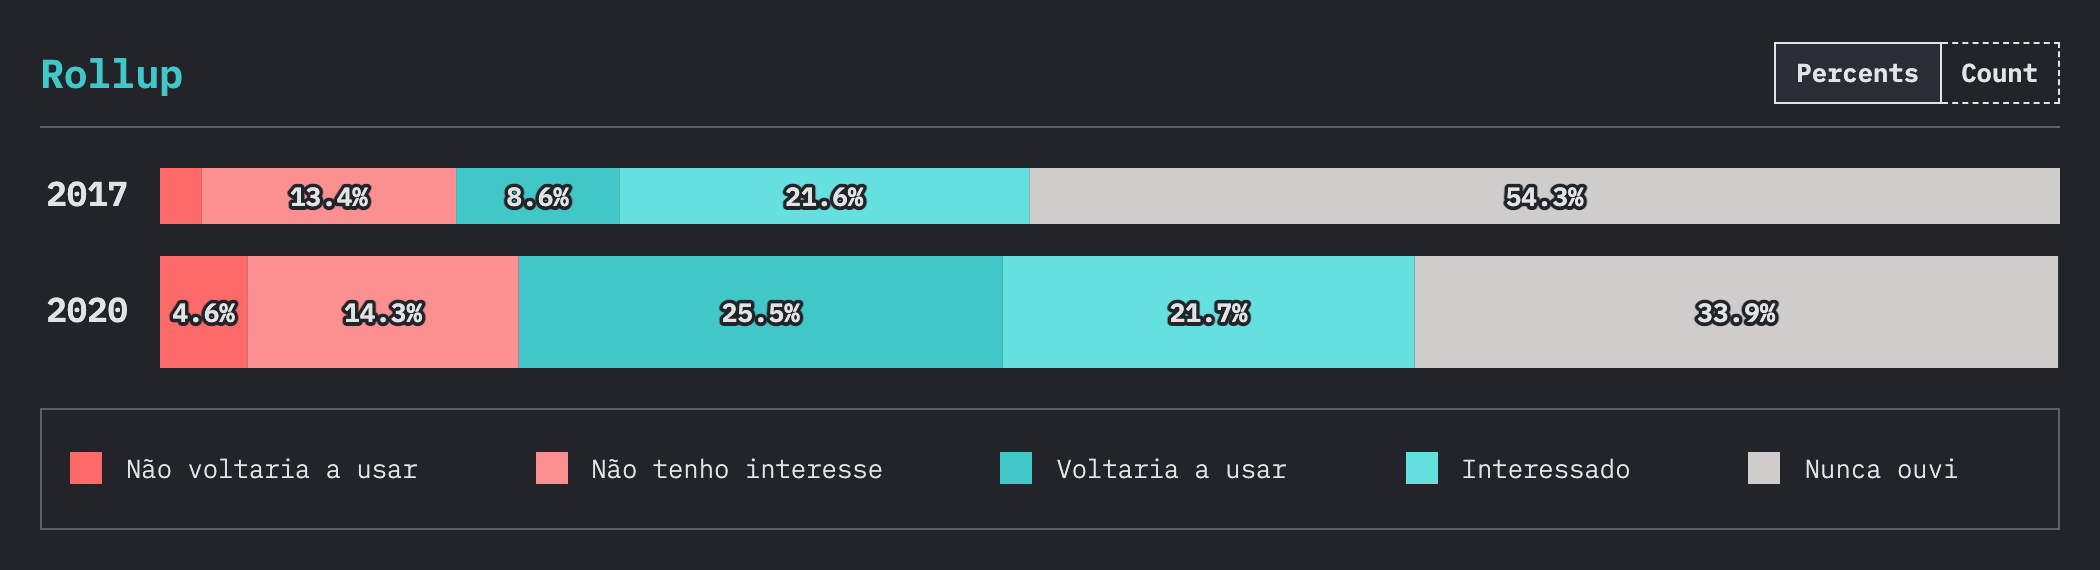 Rollup
Percents Count
2017 13.4% 8.6% 21.6% 54.3%
2020 4.6% 14.3% 25.5% 21.7% 33.9%
Não voltaria a usar Não tenho interesse Voltaria a usar Interessado Nunca ouvi